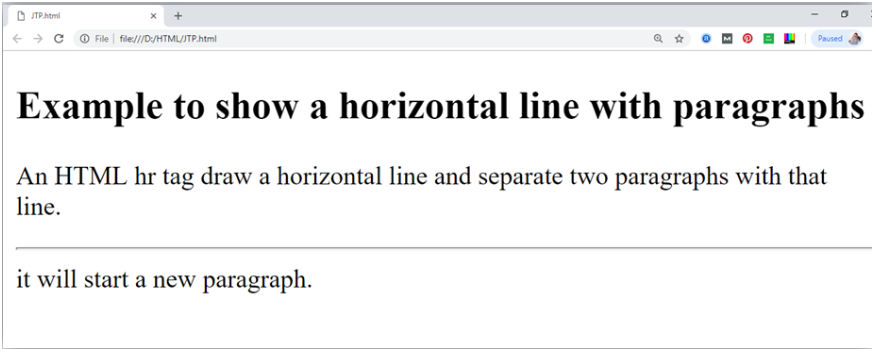 JTP.html
File | file:///D:/HTML/JTP.html
Paused
Example to show a horizontal line with paragraphs
An HTML hr tag draw a horizontal line and separate two paragraphs with that
line.
it will start a new paragraph.